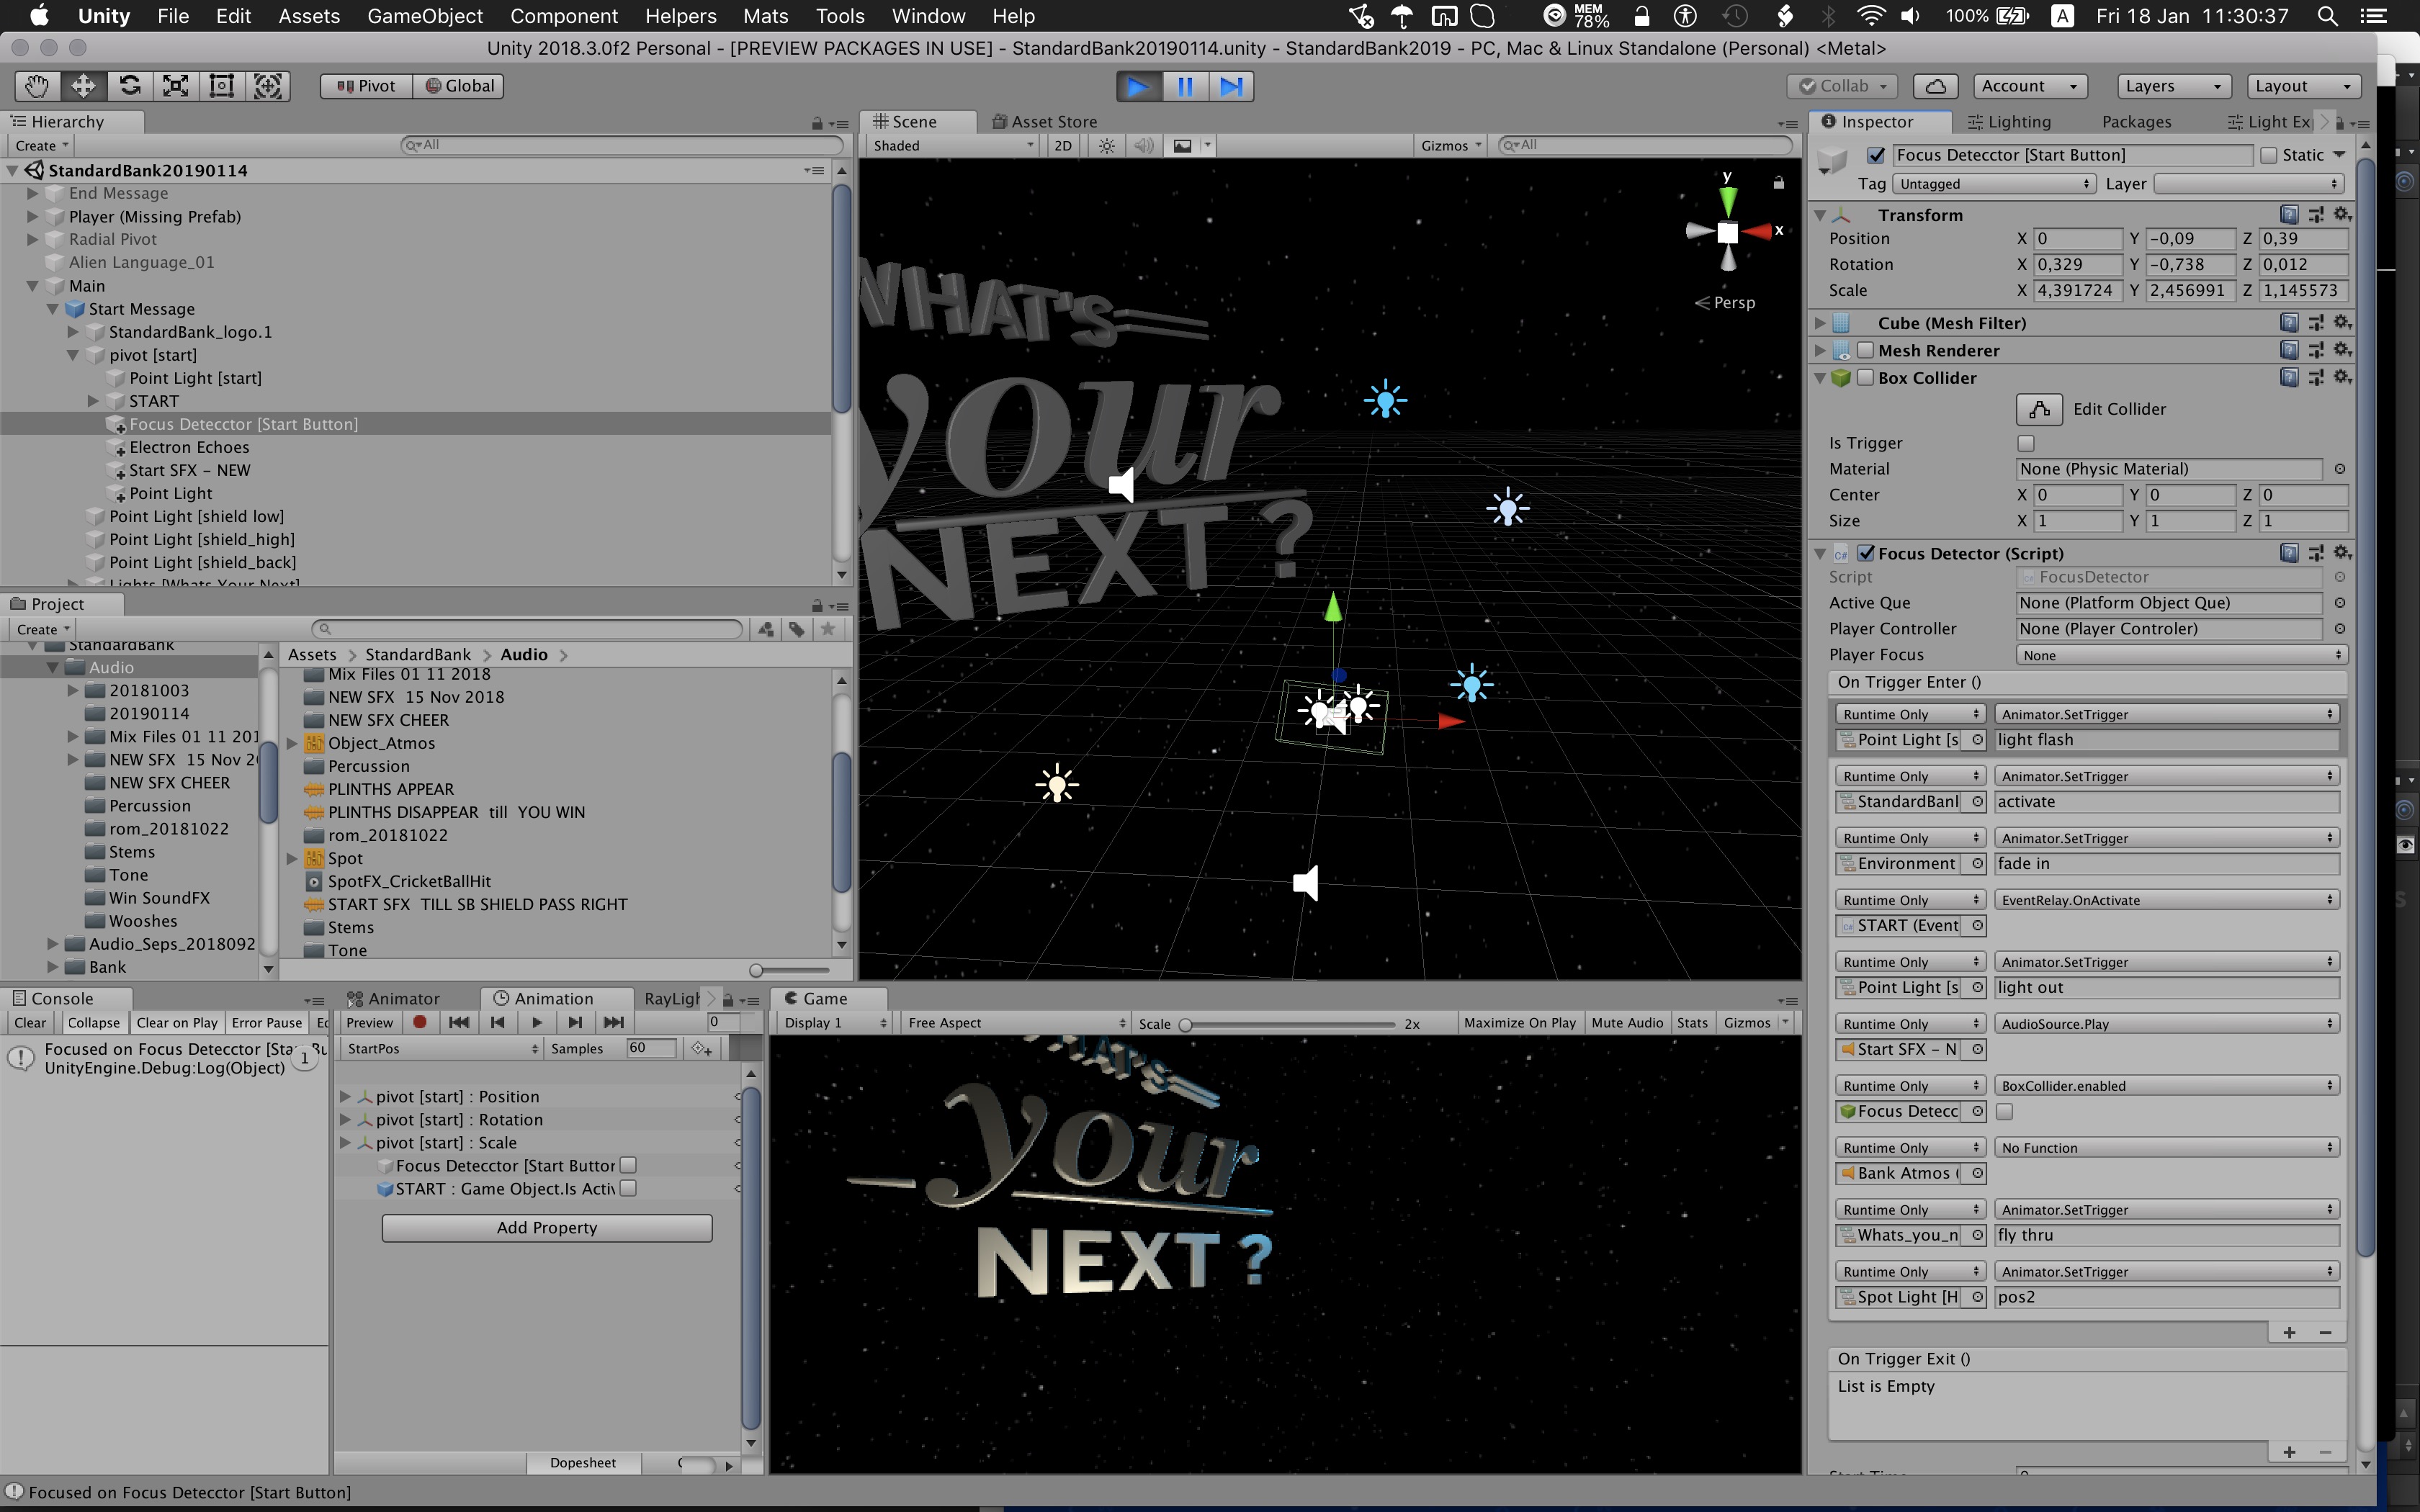 Unity File Edit Assets GameObject Component Helpers Mats Tools Window Help
MEM 78% 100% A Fri 18 Jan 11:30:37
Unity 2018.3.0f2 Personal - [PREVIEW PACKAGES IN USE] - StandardBank20190114.unity - StandardBank2019 - PC, Mac & Linux Standalone (Personal) <Metal>
Pivot Global Collab Account Layers Layout
Hierarchy
Create All
StandardBank20190114
End Message
Player (Missing Prefab)
Radial Pivot
Alien Language_01
Main
Start Message
StandardBank_logo.1
pivot [start]
Point Light [start]
START
Focus Detecctor [Start Button]
Electron Echoes
Start SFX - NEW
Point Light
Point Light [shield low]
Point Light [shield_high]
Point Light [shield_back]
Lights [Whats Your Next]
Project
Create
StandardBank
Audio
20181003
20190114
Mix Files 01 11 201
NEW SFX 15 Nov 2
NEW SFX CHEER
Percussion
rom_20181022
Stems
Tone
Win SoundFX
Wooshes
Audio_Seps_2018092
Bank
Assets > StandardBank > Audio >
Mix Files 01 11 2018
NEW SFX 15 Nov 2018
NEW SFX CHEER
Object_Atmos
Percussion
PLINTHS APPEAR
PLINTHS DISAPPEAR till YOU WIN
rom_20181022
Spot
SpotFX_CricketBallHit
START SFX TILL SB SHIELD PASS RIGHT
Stems
Tone
Scene Asset Store
Shaded 2D Gizmos All
y
x
Persp
WHAT'S
your
NEXT ?
Console
Clear Collapse Clear on Play Error Pause
Focused on Focus Detecctor [Start Bu
UnityEngine.Debug:Log(Object)
1
Animator Animation RayLigh
Preview 0
StartPos Samples 60
pivot [start] : Position
pivot [start] : Rotation
pivot [start] : Scale
Focus Detecctor [Start Button
START : Game Object.Is Activ
Add Property
Dopesheet
Game
Display 1 Free Aspect Scale 2x Maximize On Play Mute Audio Stats Gizmos
WHAT'S
your
NEXT ?
Inspector Lighting Packages Light Ex
Focus Detecctor [Start Button] Static
Tag Untagged Layer
Transform
Position X 0 Y -0,09 Z 0,39
Rotation X 0,329 Y -0,738 Z 0,012
Scale X 4,391724 Y 2,456991 Z 1,145573
Cube (Mesh Filter)
Mesh Renderer
Box Collider
Edit Collider
Is Trigger
Material None (Physic Material)
Center X 0 Y 0 Z 0
Size X 1 Y 1 Z 1
Focus Detector (Script)
Script FocusDetector
Active Que None (Platform Object Que)
Player Controller None (Player Controler)
Player Focus None
On Trigger Enter ()
Runtime Only Animator.SetTrigger
Point Light [s light flash
Runtime Only Animator.SetTrigger
StandardBanl activate
Runtime Only Animator.SetTrigger
Environment fade in
Runtime Only EventRelay.OnActivate
START (Event
Runtime Only Animator.SetTrigger
Point Light [s light out
Runtime Only AudioSource.Play
Start SFX - N
Runtime Only BoxCollider.enabled
Focus Detecc
Runtime Only No Function
Bank Atmos (
Runtime Only Animator.SetTrigger
Whats_you_n fly thru
Runtime Only Animator.SetTrigger
Spot Light [H pos2
On Trigger Exit ()
List is Empty
Focused on Focus Detecctor [Start Button]